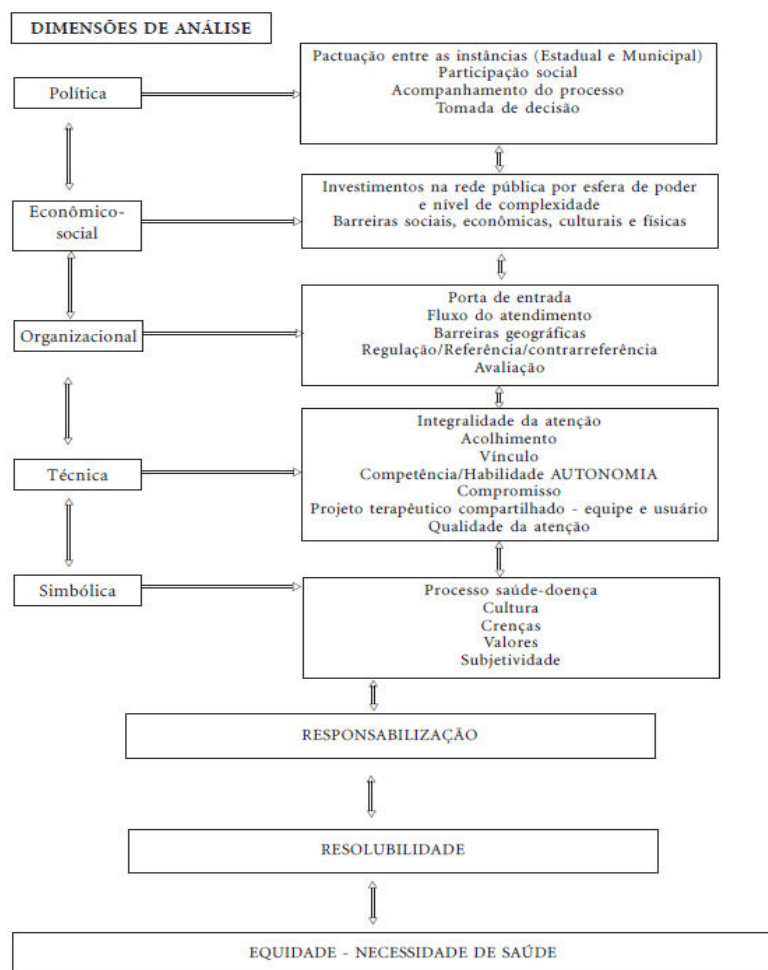 DIMENSÕES DE ANÁLISE
Política
Pactuação entre as instâncias (Estadual e Municipal)
Participação social
Acompanhamento do processo
Tomada de decisão
Econômico-
social
Investimentos na rede pública por esfera de poder
e nível de complexidade
Barreiras sociais, econômicas, culturais e físicas
Organizacional
Porta de entrada
Fluxo do atendimento
Barreiras geográficas
Regulação/Referência/contrarreferência
Avaliação
Técnica
Integralidade da atenção
Acolhimento
Vínculo
Competência/Habilidade AUTONOMIA
Compromisso
Projeto terapêutico compartilhado - equipe e usuário
Qualidade da atenção
Simbólica
Processo saúde-doença
Cultura
Crenças
Valores
Subjetividade
RESPONSABILIZAÇÃO
RESOLUBILIDADE
EQUIDADE - NECESSIDADE DE SAÚDE